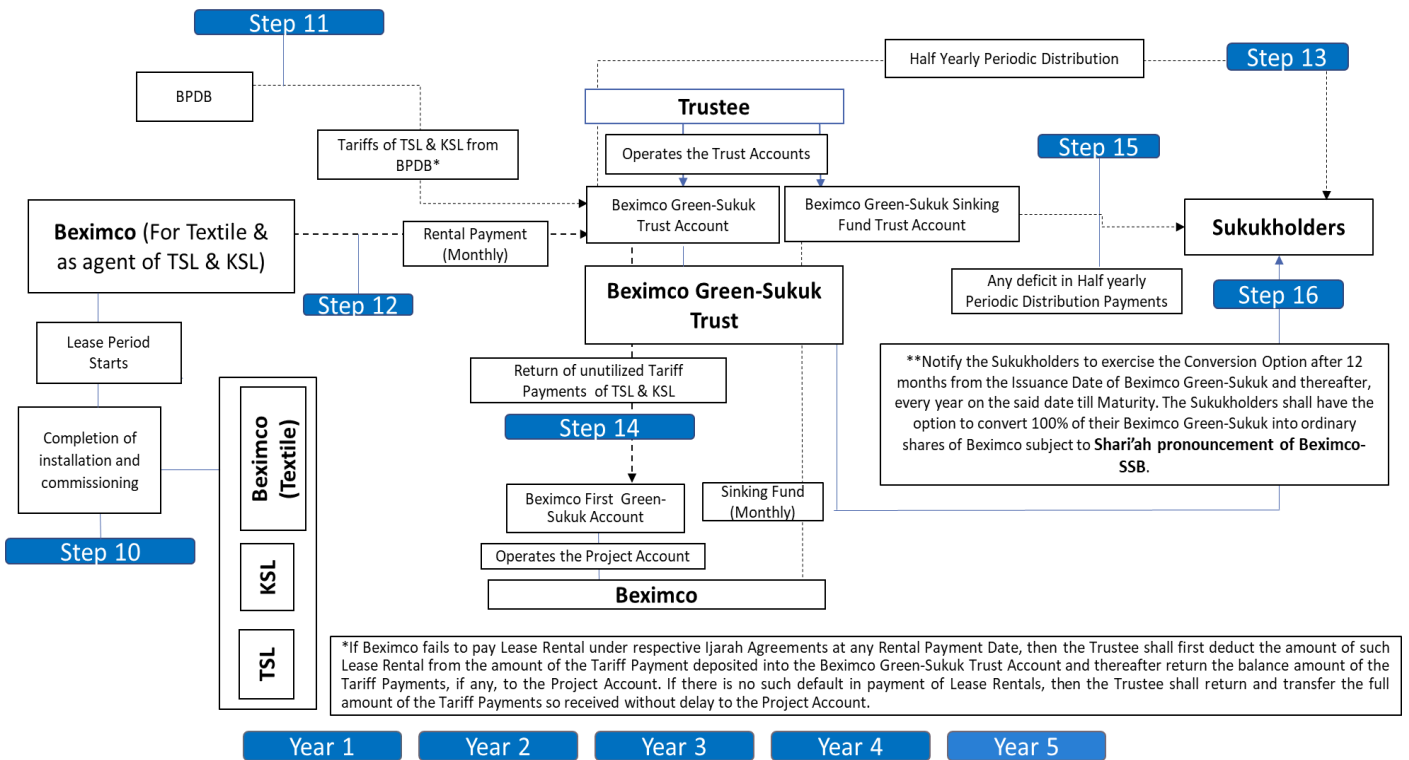 Step 11
Half Yearly Periodic Distribution
Step 13
BPDB
Trustee
Tariffs of TSL & KSL from
BPDB*
Operates the Trust Accounts
Step 15
Beximco Green-Sukuk
Trust Account
Beximco Green-Sukuk Sinking
Fund Trust Account
Sukukholders
Beximco (For Textile &
as agent of TSL & KSL)
Rental Payment
(Monthly)
Step 12
Beximco Green-Sukuk
Trust
Any deficit in Half yearly
Periodic Distribution Payments
Step 16
Lease Period
Starts
Return of unutilized Tariff
Payments of TSL & KSL
**Notify the Sukukholders to exercise the Conversion Option after 12
months from the Issuance Date of Beximco Green-Sukuk and thereafter,
every year on the said date till Maturity. The Sukukholders shall have the
option to convert 100% of their Beximco Green-Sukuk into ordinary
shares of Beximco subject to Shari’ah pronouncement of Beximco-
SSB.
Step 14
Completion of
installation and
commissioning
Beximco
(Textile)
KSL
TSL
Step 10
Beximco First Green-
Sukuk Account
Sinking Fund
(Monthly)
Operates the Project Account
Beximco
*If Beximco fails to pay Lease Rental under respective Ijarah Agreements at any Rental Payment Date, then the Trustee shall first deduct the amount of such
Lease Rental from the amount of the Tariff Payment deposited into the Beximco Green-Sukuk Trust Account and thereafter return the balance amount of the
Tariff Payments, if any, to the Project Account. If there is no such default in payment of Lease Rentals, then the Trustee shall return and transfer the full
amount of the Tariff Payments so received without delay to the Project Account.
Year 1
Year 2
Year 3
Year 4
Year 5